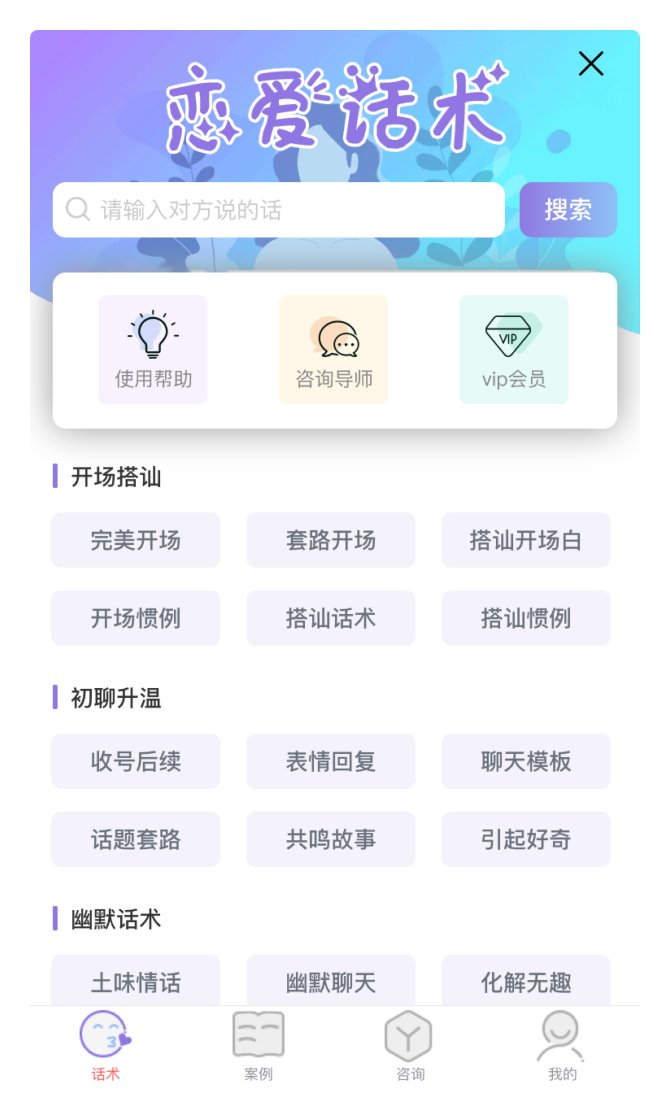 恋爱话术
请输入对方说的话
搜索
使用帮助
咨询导师
VIP
vip会员
开场搭讪
完美开场
套路开场
搭讪开场白
开场惯例
搭讪话术
搭讪惯例
初聊升温
收号后续
表情回复
聊天模板
话题套路
共鸣故事
引起好奇
幽默话术
土味情话
幽默聊天
化解无趣
话术
案例
咨询
我的